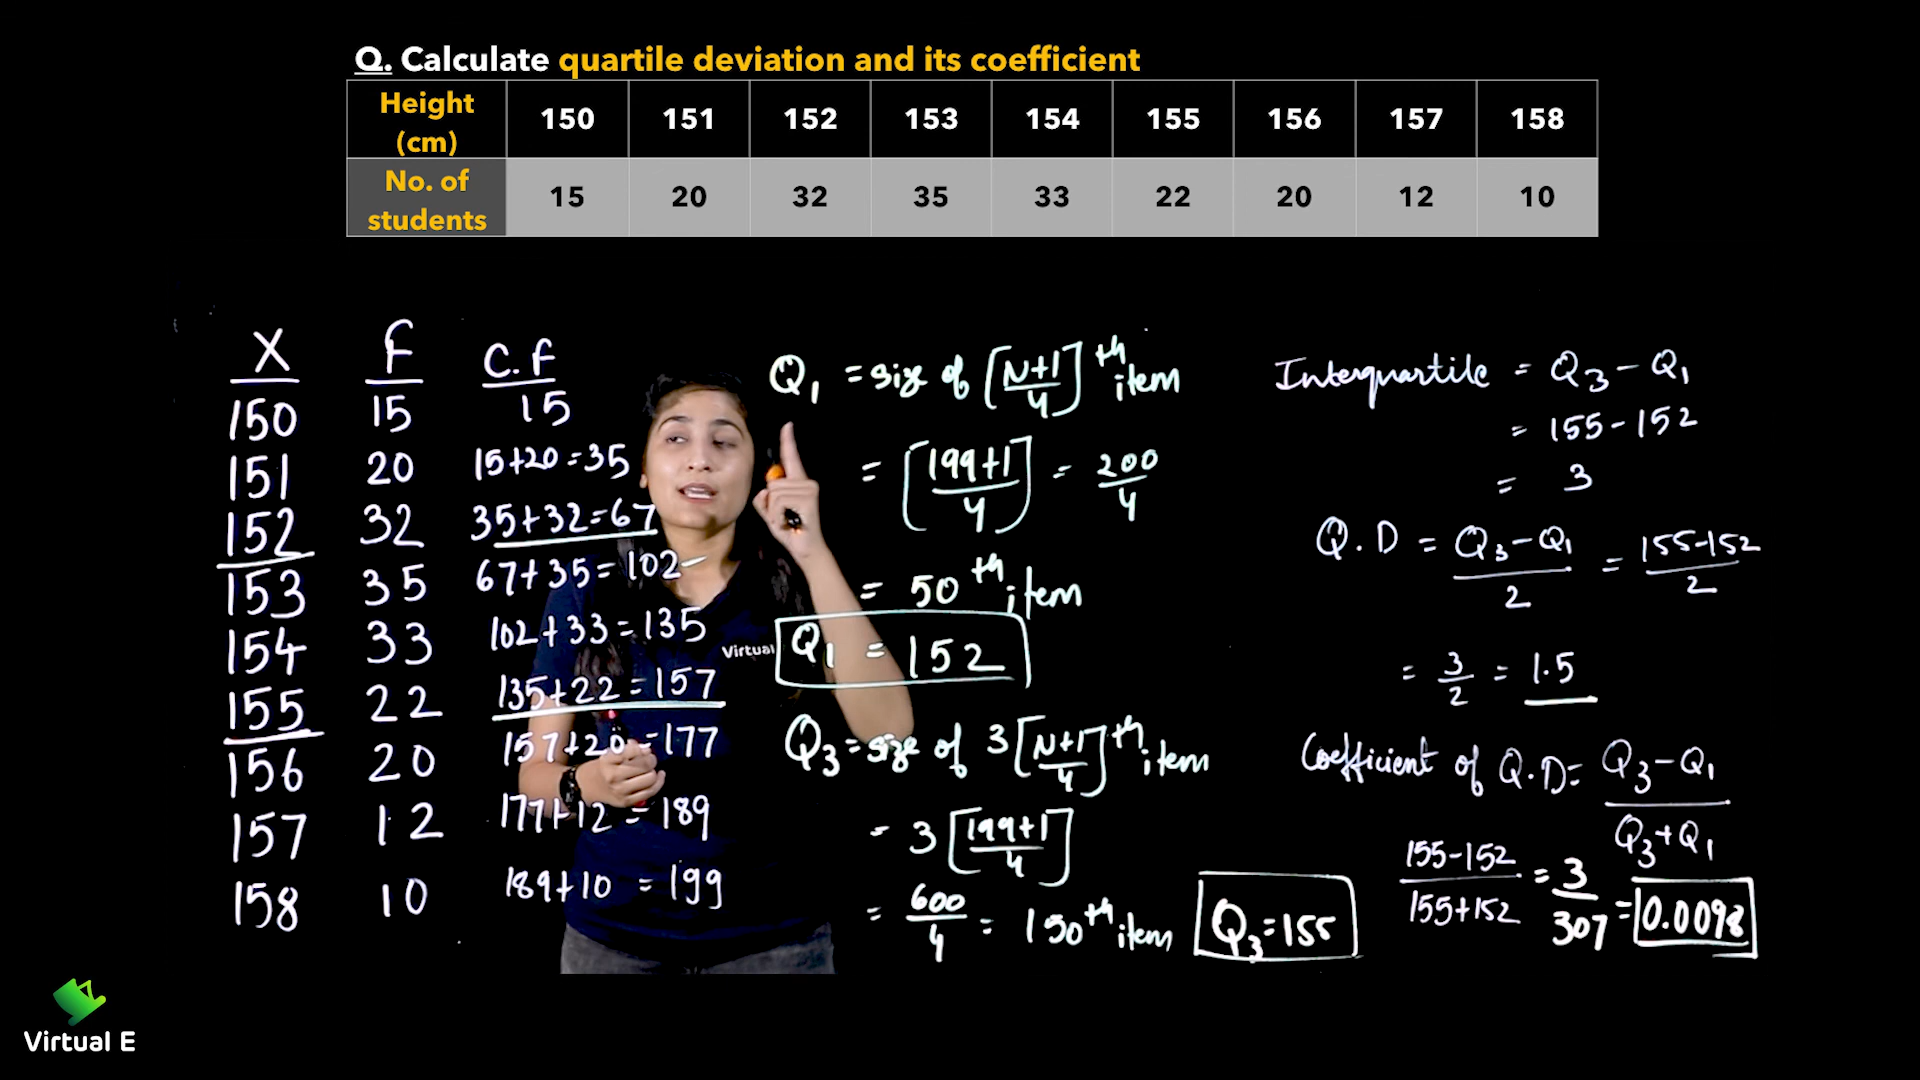 Q. Calculate quartile deviation and its coefficient
Height (cm) 150 151 152 153 154 155 156 157 158
No. of students 15 20 32 35 33 22 20 12 10
X F C.F
150 15 15
151 20 15+20=35
152 32 35+32=67
153 35 67+35=102
154 33 102+33=135
155 22 135+22=157
156 20 157+20=177
157 12 177+12=189
158 10 189+10=199
Q1 = size of [N+1/4]th item
= [199+1/4] = 200/4
= 50th item
Q1 = 152
Q3 = size of 3[N+1/4]th item
= 3[199+1/4]
= 600/4 = 150th item
Q3=155
Interquartile = Q3-Q1
= 155-152
= 3
Q.D = Q3-Q1/2 = 155-152/2
= 3/2 = 1.5
Coefficient of Q.D= Q3-Q1/Q3+Q1
155-152/155+152 = 3/307 = 0.0098
Virtual
Virtual E